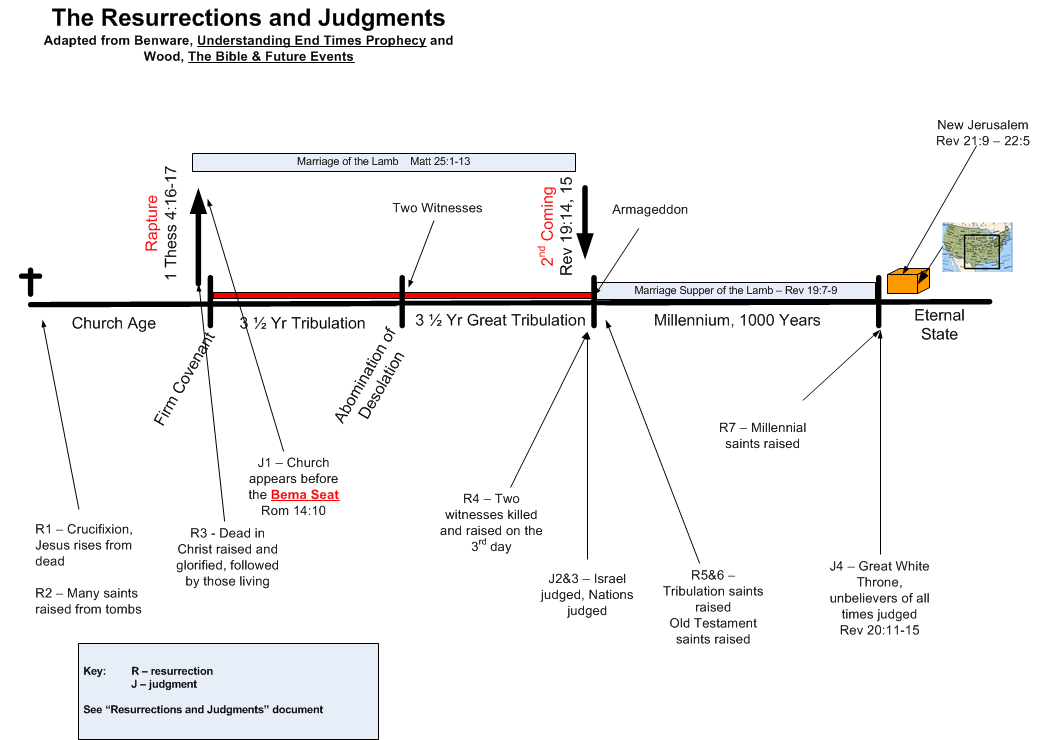 The Resurrections and Judgments
Adapted from Benware, Understanding End Times Prophecy and
Wood, The Bible & Future Events
New Jerusalem
Rev 21:9 – 22:5
Marriage of the Lamb Matt 25:1-13
Rapture
1 Thess 4:16-17
Two Witnesses
2nd Coming
Rev 19:14, 15
Armageddon
Marriage Supper of the Lamb – Rev 19:7-9
Church Age
3 ½ Yr Tribulation
3 ½ Yr Great Tribulation
Millennium, 1000 Years
Eternal
State
Firm Covenant
Abomination of
Desolation
R7 – Millennial
saints raised
J1 – Church
appears before
the Bema Seat
Rom 14:10
R4 – Two
witnesses killed
and raised on the
3rd day
R1 – Crucifixion,
Jesus rises from
dead
R2 – Many saints
raised from tombs
R3 - Dead in
Christ raised and
glorified, followed
by those living
J2&3 – Israel
judged, Nations
judged
R5&6 –
Tribulation saints
raised
Old Testament
saints raised
J4 – Great White
Throne,
unbelievers of all
times judged
Rev 20:11-15
Key: R – resurrection
J – judgment
See “Resurrections and Judgments” document